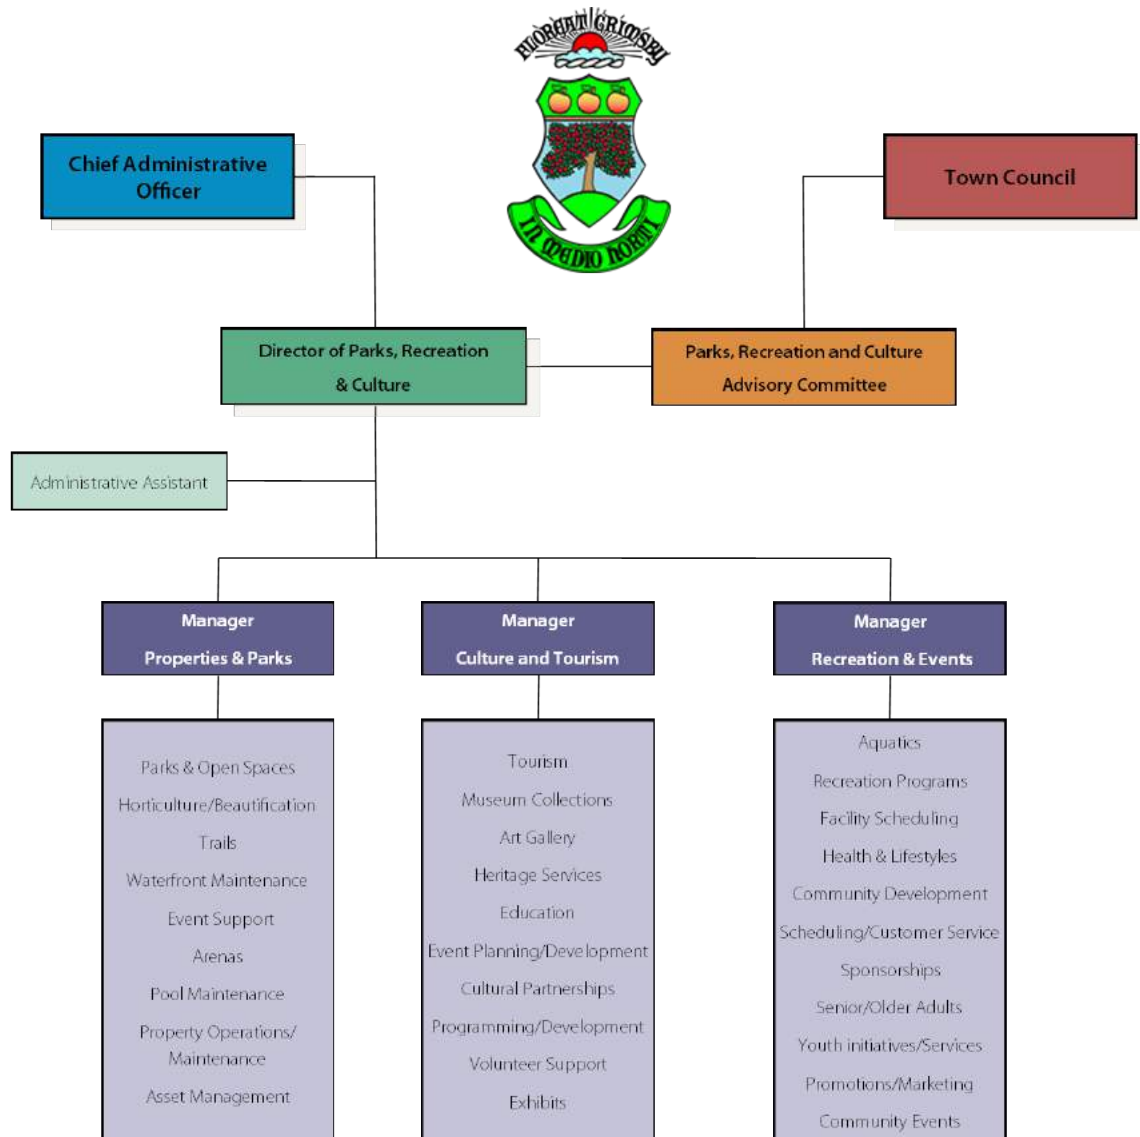 FLOREAT GRIMSBY
IN MEDIO HORTI
Chief Administrative
Officer
Town Council
Director of Parks, Recreation
& Culture
Parks, Recreation and Culture
Advisory Committee
Administrative Assistant
Manager
Properties & Parks
Manager
Culture and Tourism
Manager
Recreation & Events
Parks & Open Spaces
Horticulture/Beautification
Trails
Waterfront Maintenance
Event Support
Arenas
Pool Maintenance
Property Operations/
Maintenance
Asset Management
Tourism
Museum Collections
Art Gallery
Heritage Services
Education
Event Planning/Development
Cultural Partnerships
Programming/Development
Volunteer Support
Exhibits
Aquatics
Recreation Programs
Facility Scheduling
Health & Lifestyles
Community Development
Scheduling/Customer Service
Sponsorships
Senior/Older Adults
Youth initiatives/Services
Promotions/Marketing
Community Events